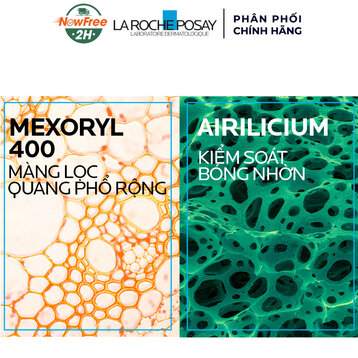 NowFree
2H
LA ROCHE POSAY
LABORATOIRE DERMATOLOGIQUE
PHÂN PHỐI
CHÍNH HÃNG
MEXORYL
400
MÀNG LỌC
QUANG PHỔ RỘNG
AIRILICIUM
KIỂM SOÁT
BÓNG NHỜN